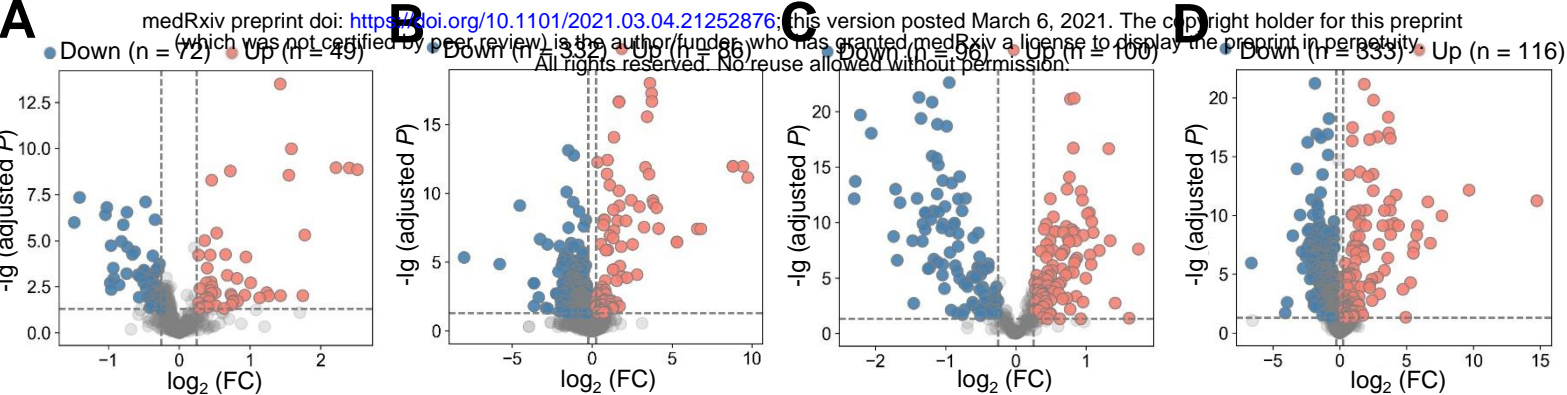 A B C D
medRxiv preprint doi: https://doi.org/10.1101/2021.03.04.21252876; this version posted March 6, 2021. The copyright holder for this preprint
(which was not certified by peer review) is the author/funder, who has granted medRxiv a license to display the preprint in perpetuity.
All rights reserved. No reuse allowed without permission.
Down (n = 72) Up (n = 49)
Down (n = 332) Up (n = 86)
Down (n = 96) Up (n = 100)
Down (n = 333) Up (n = 116)
-lg (adjusted P)
12.5
10.0
7.5
5.0
2.5
0.0
−1 0 1 2
log2 (FC)
-lg (adjusted P)
15
10
5
0
−5 0 5 10
log2 (FC)
-lg (adjusted P)
20
15
10
5
0
−2 −1 0 1
log2 (FC)
-lg (adjusted P)
20
15
10
5
0
−5 0 5 10 15
log2 (FC)